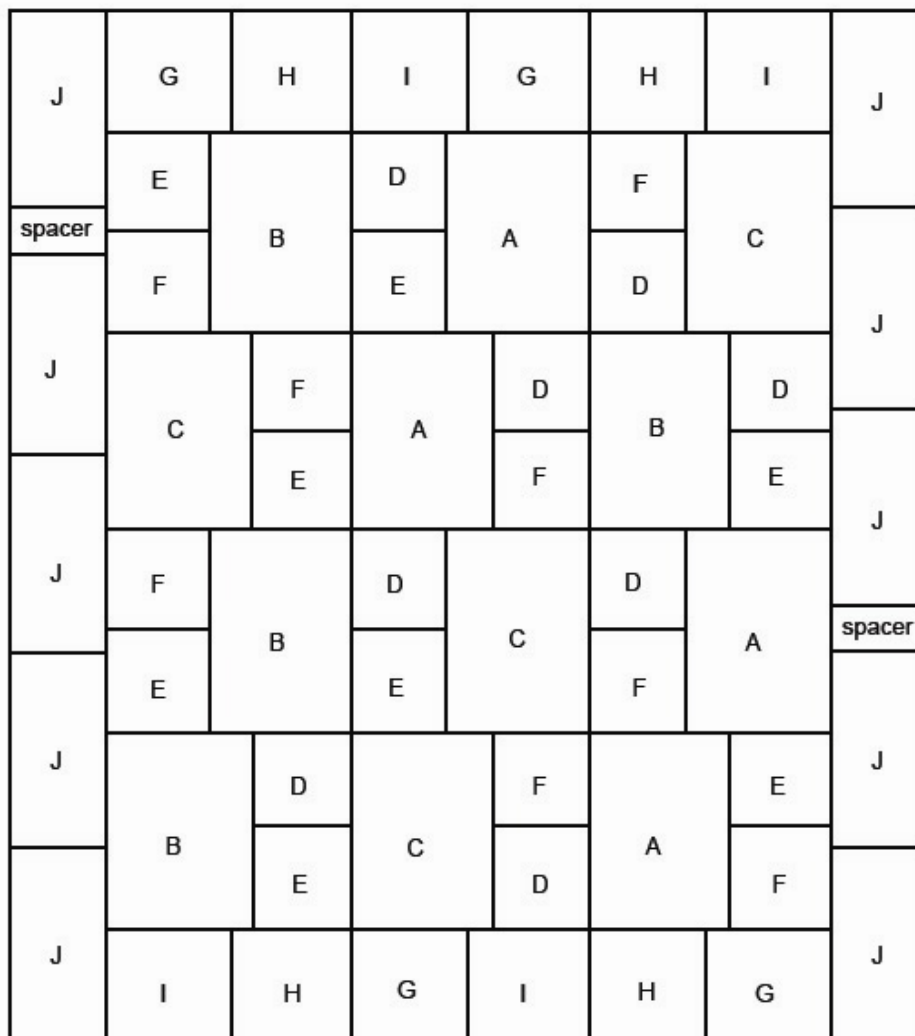 J G H I G H I J
E B D A F C
spacer
F E D
J J
C F A D B D
E F E
J
J F B D C D A
spacer
E E F
J D F E J
B C A
E D F
J I H G I H G J